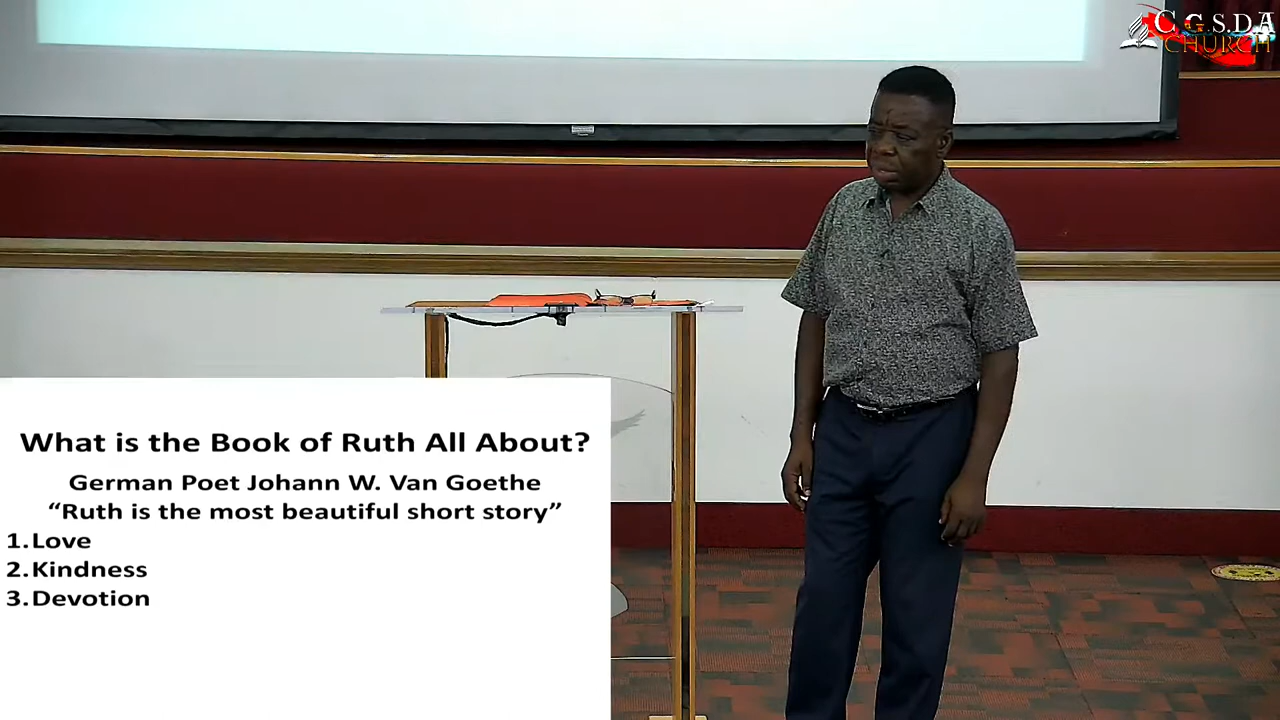 C G.S.DA
CHURCH
What is the Book of Ruth All About?
German Poet Johann W. Van Goethe
“Ruth is the most beautiful short story”
1.Love
2.Kindness
3.Devotion